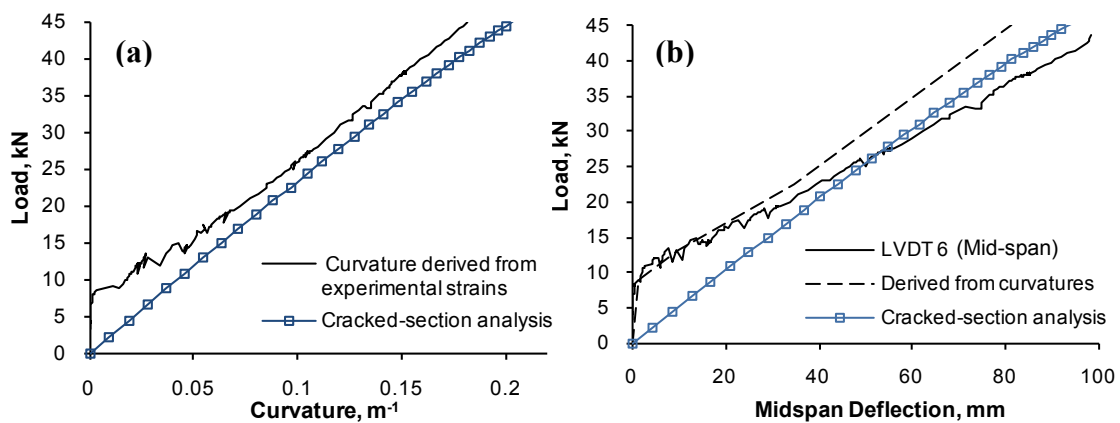 (a)
Load, kN
45
40
35
30
25
20
15
10
5
0
0
0.05
0.1
0.15
0.2
Curvature, m-1
Curvature derived from
experimental strains
Cracked-section analysis
(b)
Load, kN
45
40
35
30
25
20
15
10
5
0
0
20
40
60
80
100
Midspan Deflection, mm
LVDT 6 (Mid-span)
Derived from curvatures
Cracked-section analysis